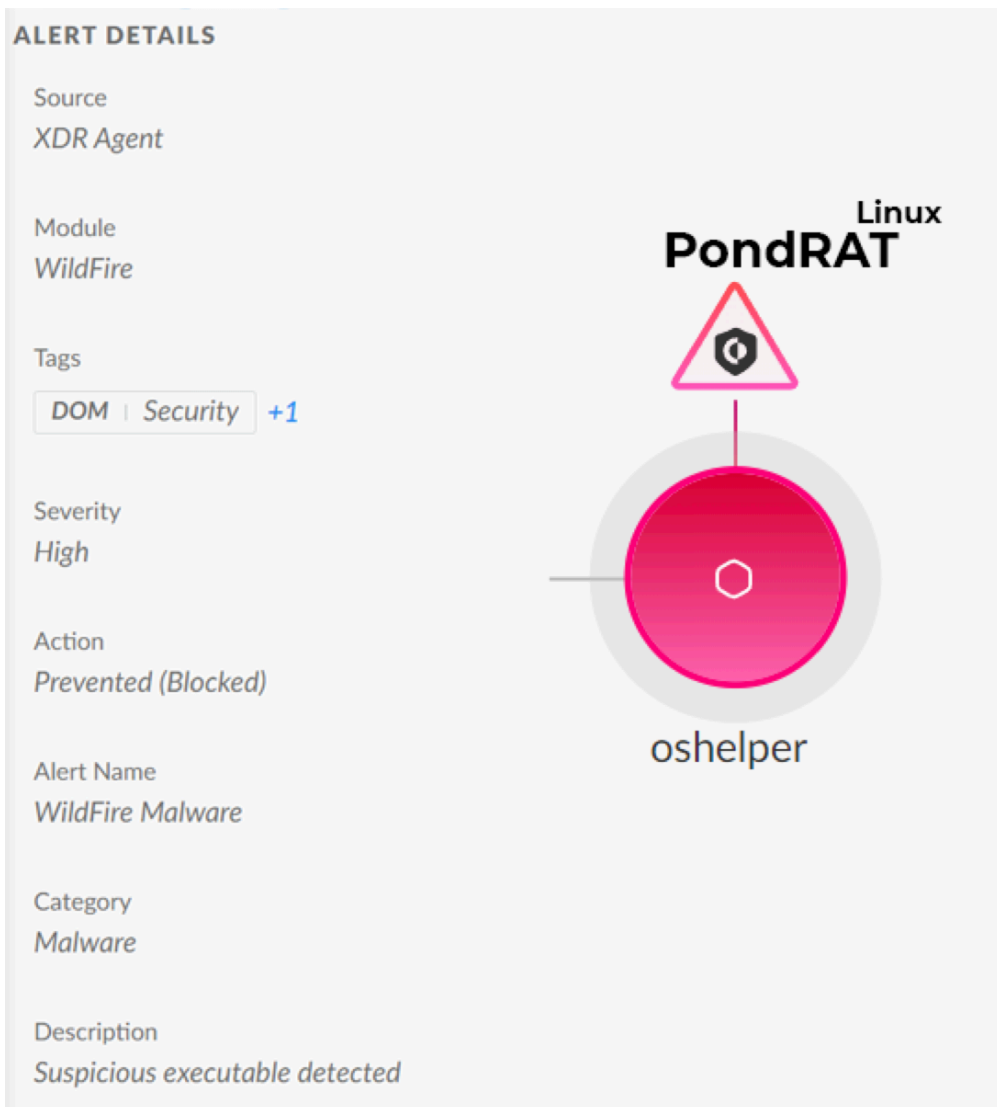 ALERT DETAILS
Source
XDR Agent
Module
WildFire
Tags
DOM | Security +1
Severity
High
Action
Prevented (Blocked)
Alert Name
WildFire Malware
Category
Malware
Description
Suspicious executable detected
Linux
PondRAT
oshelper